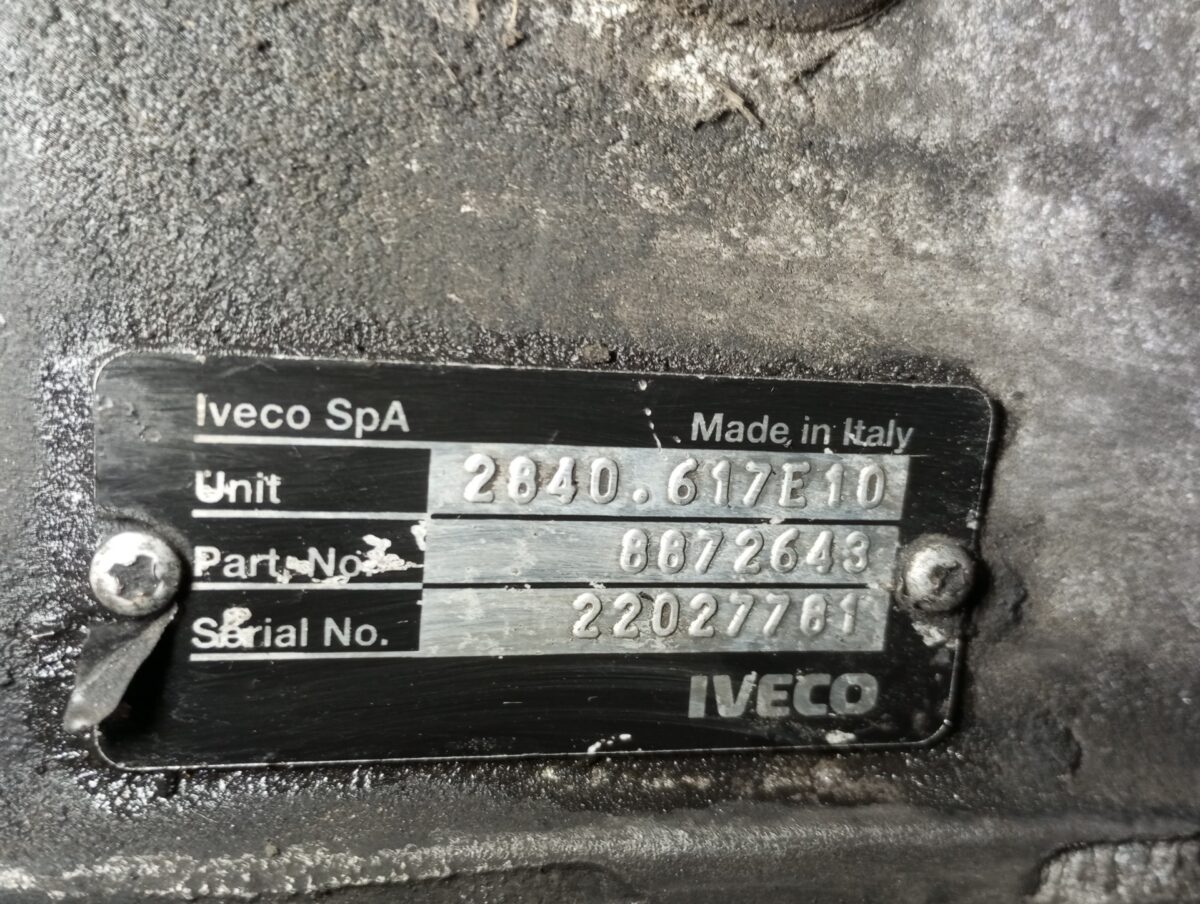 Iveco SpA
Made in Italy
Unit 2840.617E10
Part No. 8872643
Serial No. 22027781
IVECO